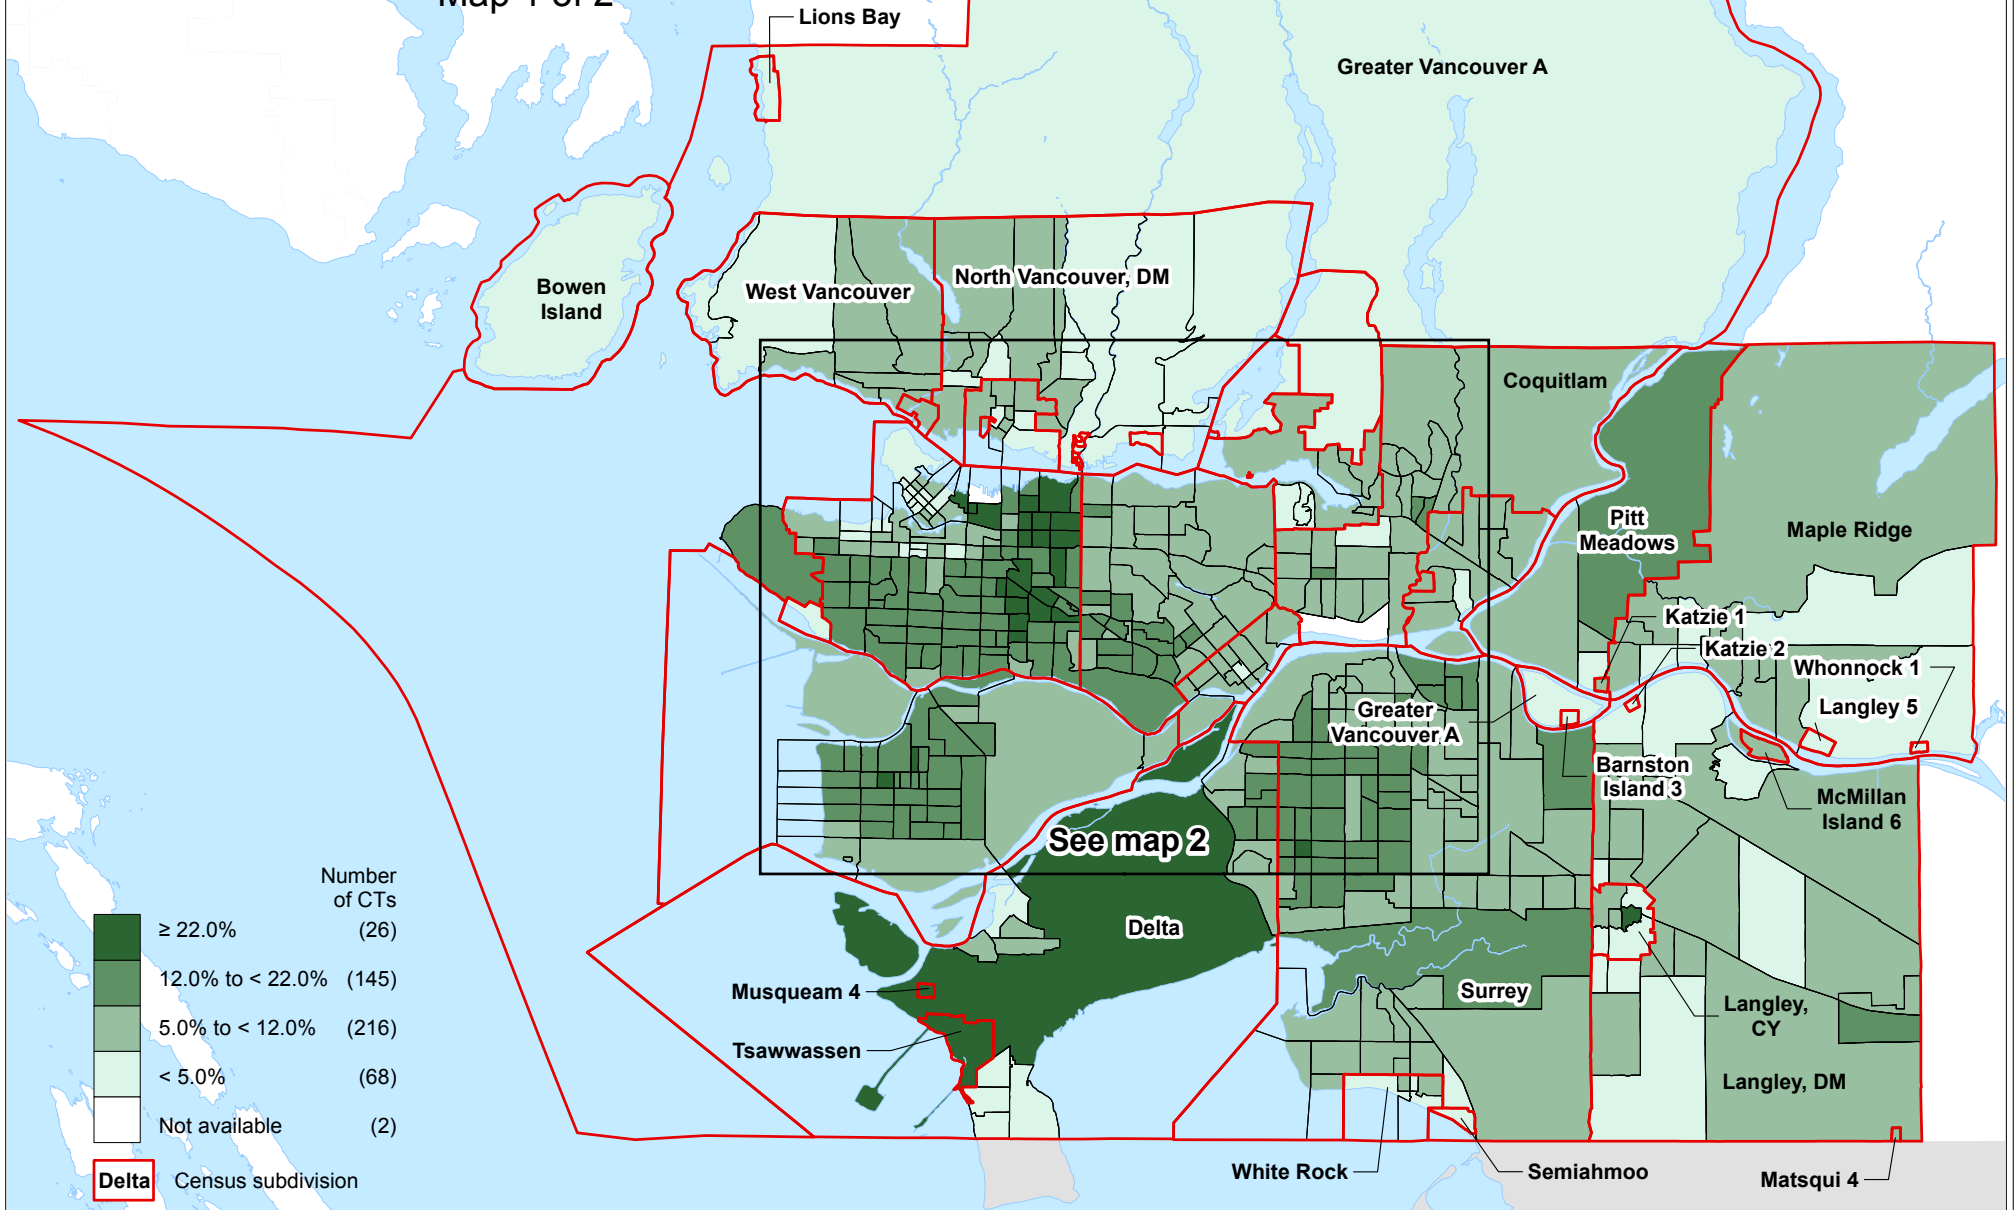 Map 1 of 2
Lions Bay
Greater Vancouver A
Bowen
Island
West Vancouver
North Vancouver, DM
Coquitlam
Pitt
Meadows
Maple Ridge
Katzie 1
Katzie 2
Whonnock 1
Langley 5
Greater
Vancouver A
Barnston
Island 3
McMillan
Island 6
See map 2
Delta
Musqueam 4
Tsawwassen
Surrey
Langley,
CY
Langley, DM
White Rock
Semiahmoo
Matsqui 4
Number
of CTs
≥ 22.0% (26)
12.0% to < 22.0% (145)
5.0% to < 12.0% (216)
< 5.0% (68)
Not available (2)
Delta Census subdivision